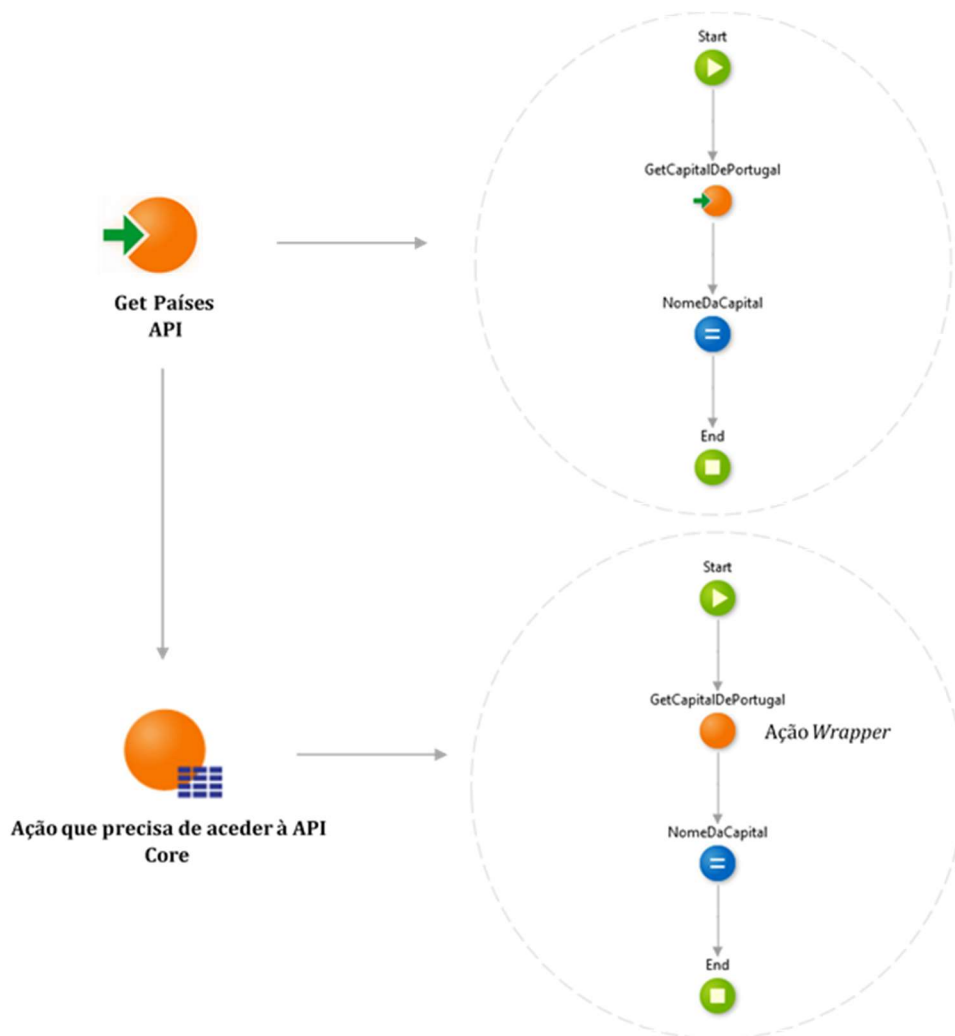 Start
GetCapitalDePortugal
NomeDaCapital
End
Get Países
API
Start
GetCapitalDePortugal
Ação Wrapper
NomeDaCapital
End
Ação que precisa de aceder à API
Core